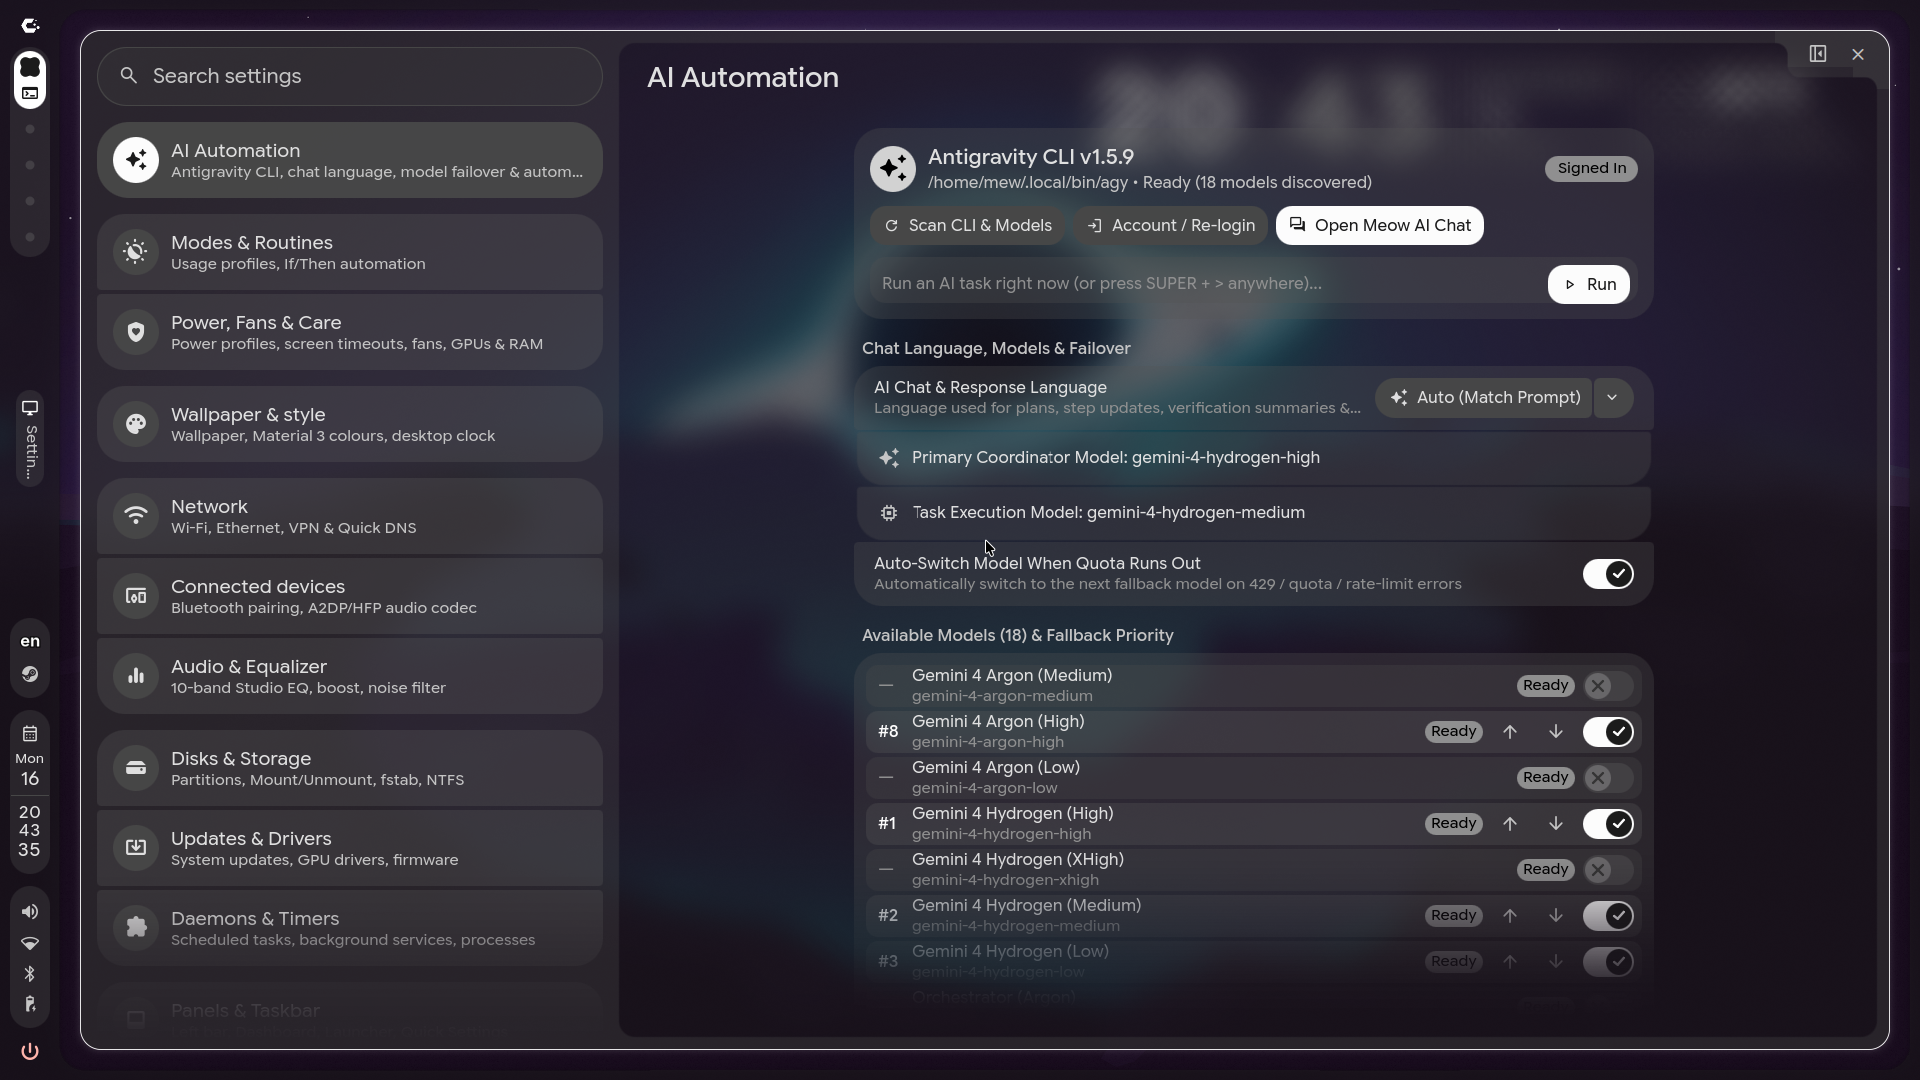 Search settings
AI Automation
Antigravity CLI, chat language, model failover & autom...
Modes & Routines
Usage profiles, If/Then automation
Power, Fans & Care
Power profiles, screen timeouts, fans, GPUs & RAM
Wallpaper & style
Wallpaper, Material 3 colours, desktop clock
Network
Wi-Fi, Ethernet, VPN & Quick DNS
Connected devices
Bluetooth pairing, A2DP/HFP audio codec
Audio & Equalizer
10-band Studio EQ, boost, noise filter
Disks & Storage
Partitions, Mount/Unmount, fstab, NTFS
Updates & Drivers
System updates, GPU drivers, firmware
Daemons & Timers
Scheduled tasks, background services, processes
Panels & Taskbar
Settin...
en
Mon
16
20
43
35
AI Automation
20 43
Antigravity CLI v1.5.9
/home/mew/.local/bin/agy • Ready (18 models discovered)
Signed In
Scan CLI & Models
Account / Re-login
Open Meow AI Chat
Run an AI task right now (or press SUPER + > anywhere)...
Run
Chat Language, Models & Failover
AI Chat & Response Language
Language used for plans, step updates, verification summaries &...
Auto (Match Prompt)
Primary Coordinator Model: gemini-4-hydrogen-high
Task Execution Model: gemini-4-hydrogen-medium
Auto-Switch Model When Quota Runs Out
Automatically switch to the next fallback model on 429 / quota / rate-limit errors
Available Models (18) & Fallback Priority
Gemini 4 Argon (Medium)
gemini-4-argon-medium
Ready
#8
Gemini 4 Argon (High)
gemini-4-argon-high
Ready
Gemini 4 Argon (Low)
gemini-4-argon-low
Ready
#1
Gemini 4 Hydrogen (High)
gemini-4-hydrogen-high
Ready
Gemini 4 Hydrogen (XHigh)
gemini-4-hydrogen-xhigh
Ready
#2
Gemini 4 Hydrogen (Medium)
gemini-4-hydrogen-medium
Ready
#3
Gemini 4 Hydrogen (Low)
gemini-4-hydrogen-low
Ready
Orchestrator (Argon)